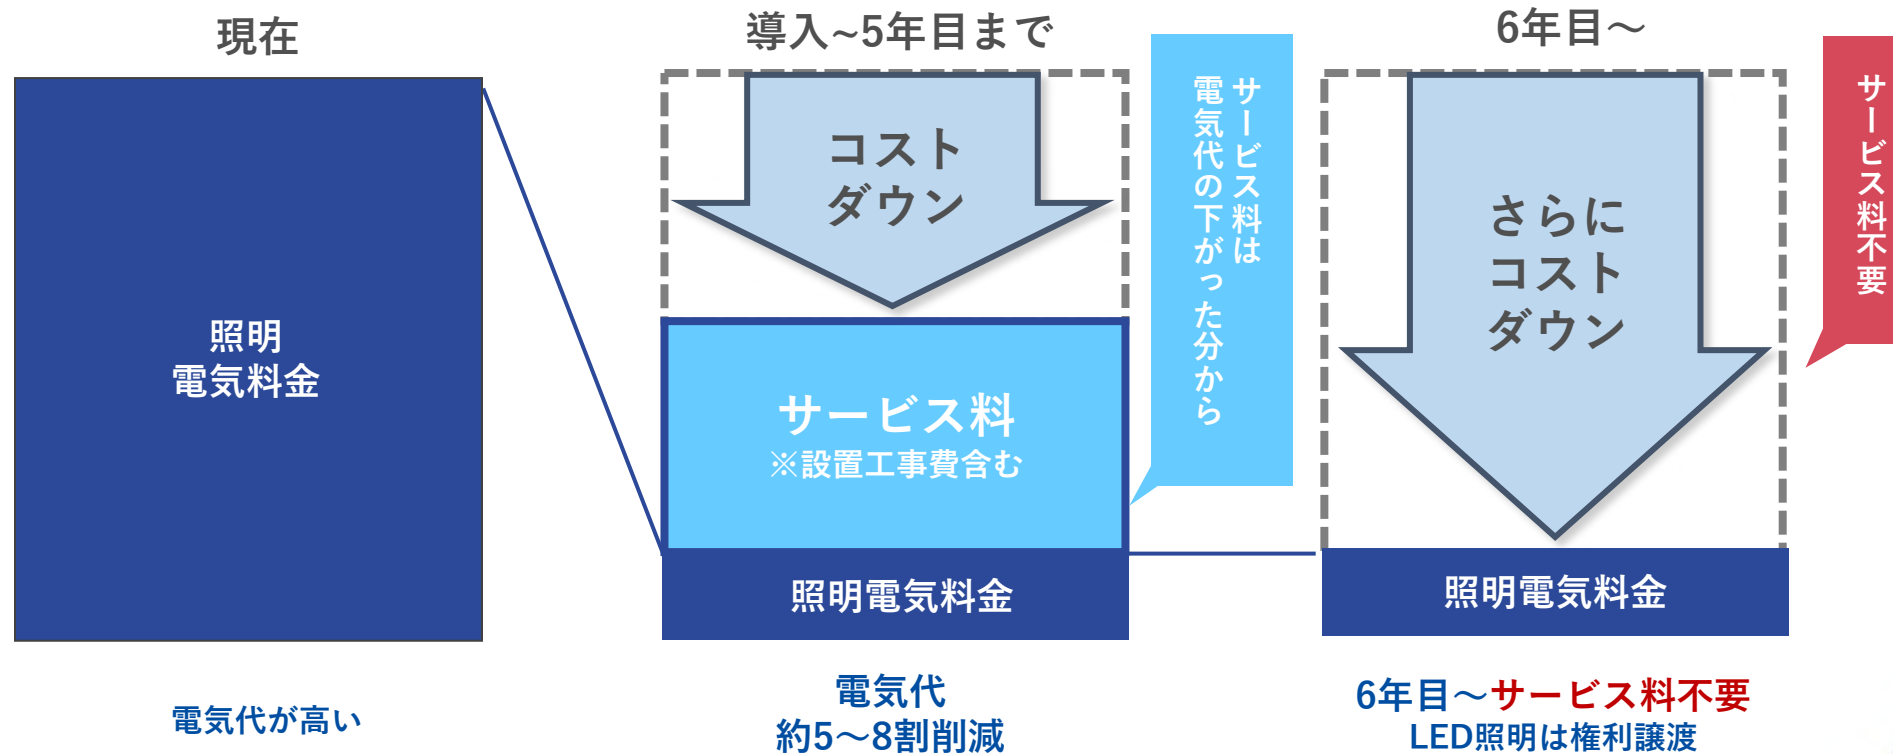 現在
照明
電気料金
電気代が高い
導入~5年目まで
コスト
ダウン
サービス料
※設置工事費含む
照明電気料金
電気代
約5～8割削減
サービス料は
電気代の下がった分から
6年目～
さらに
コスト
ダウン
照明電気料金
6年目～サービス料不要
LED照明は権利譲渡
サービス料不要